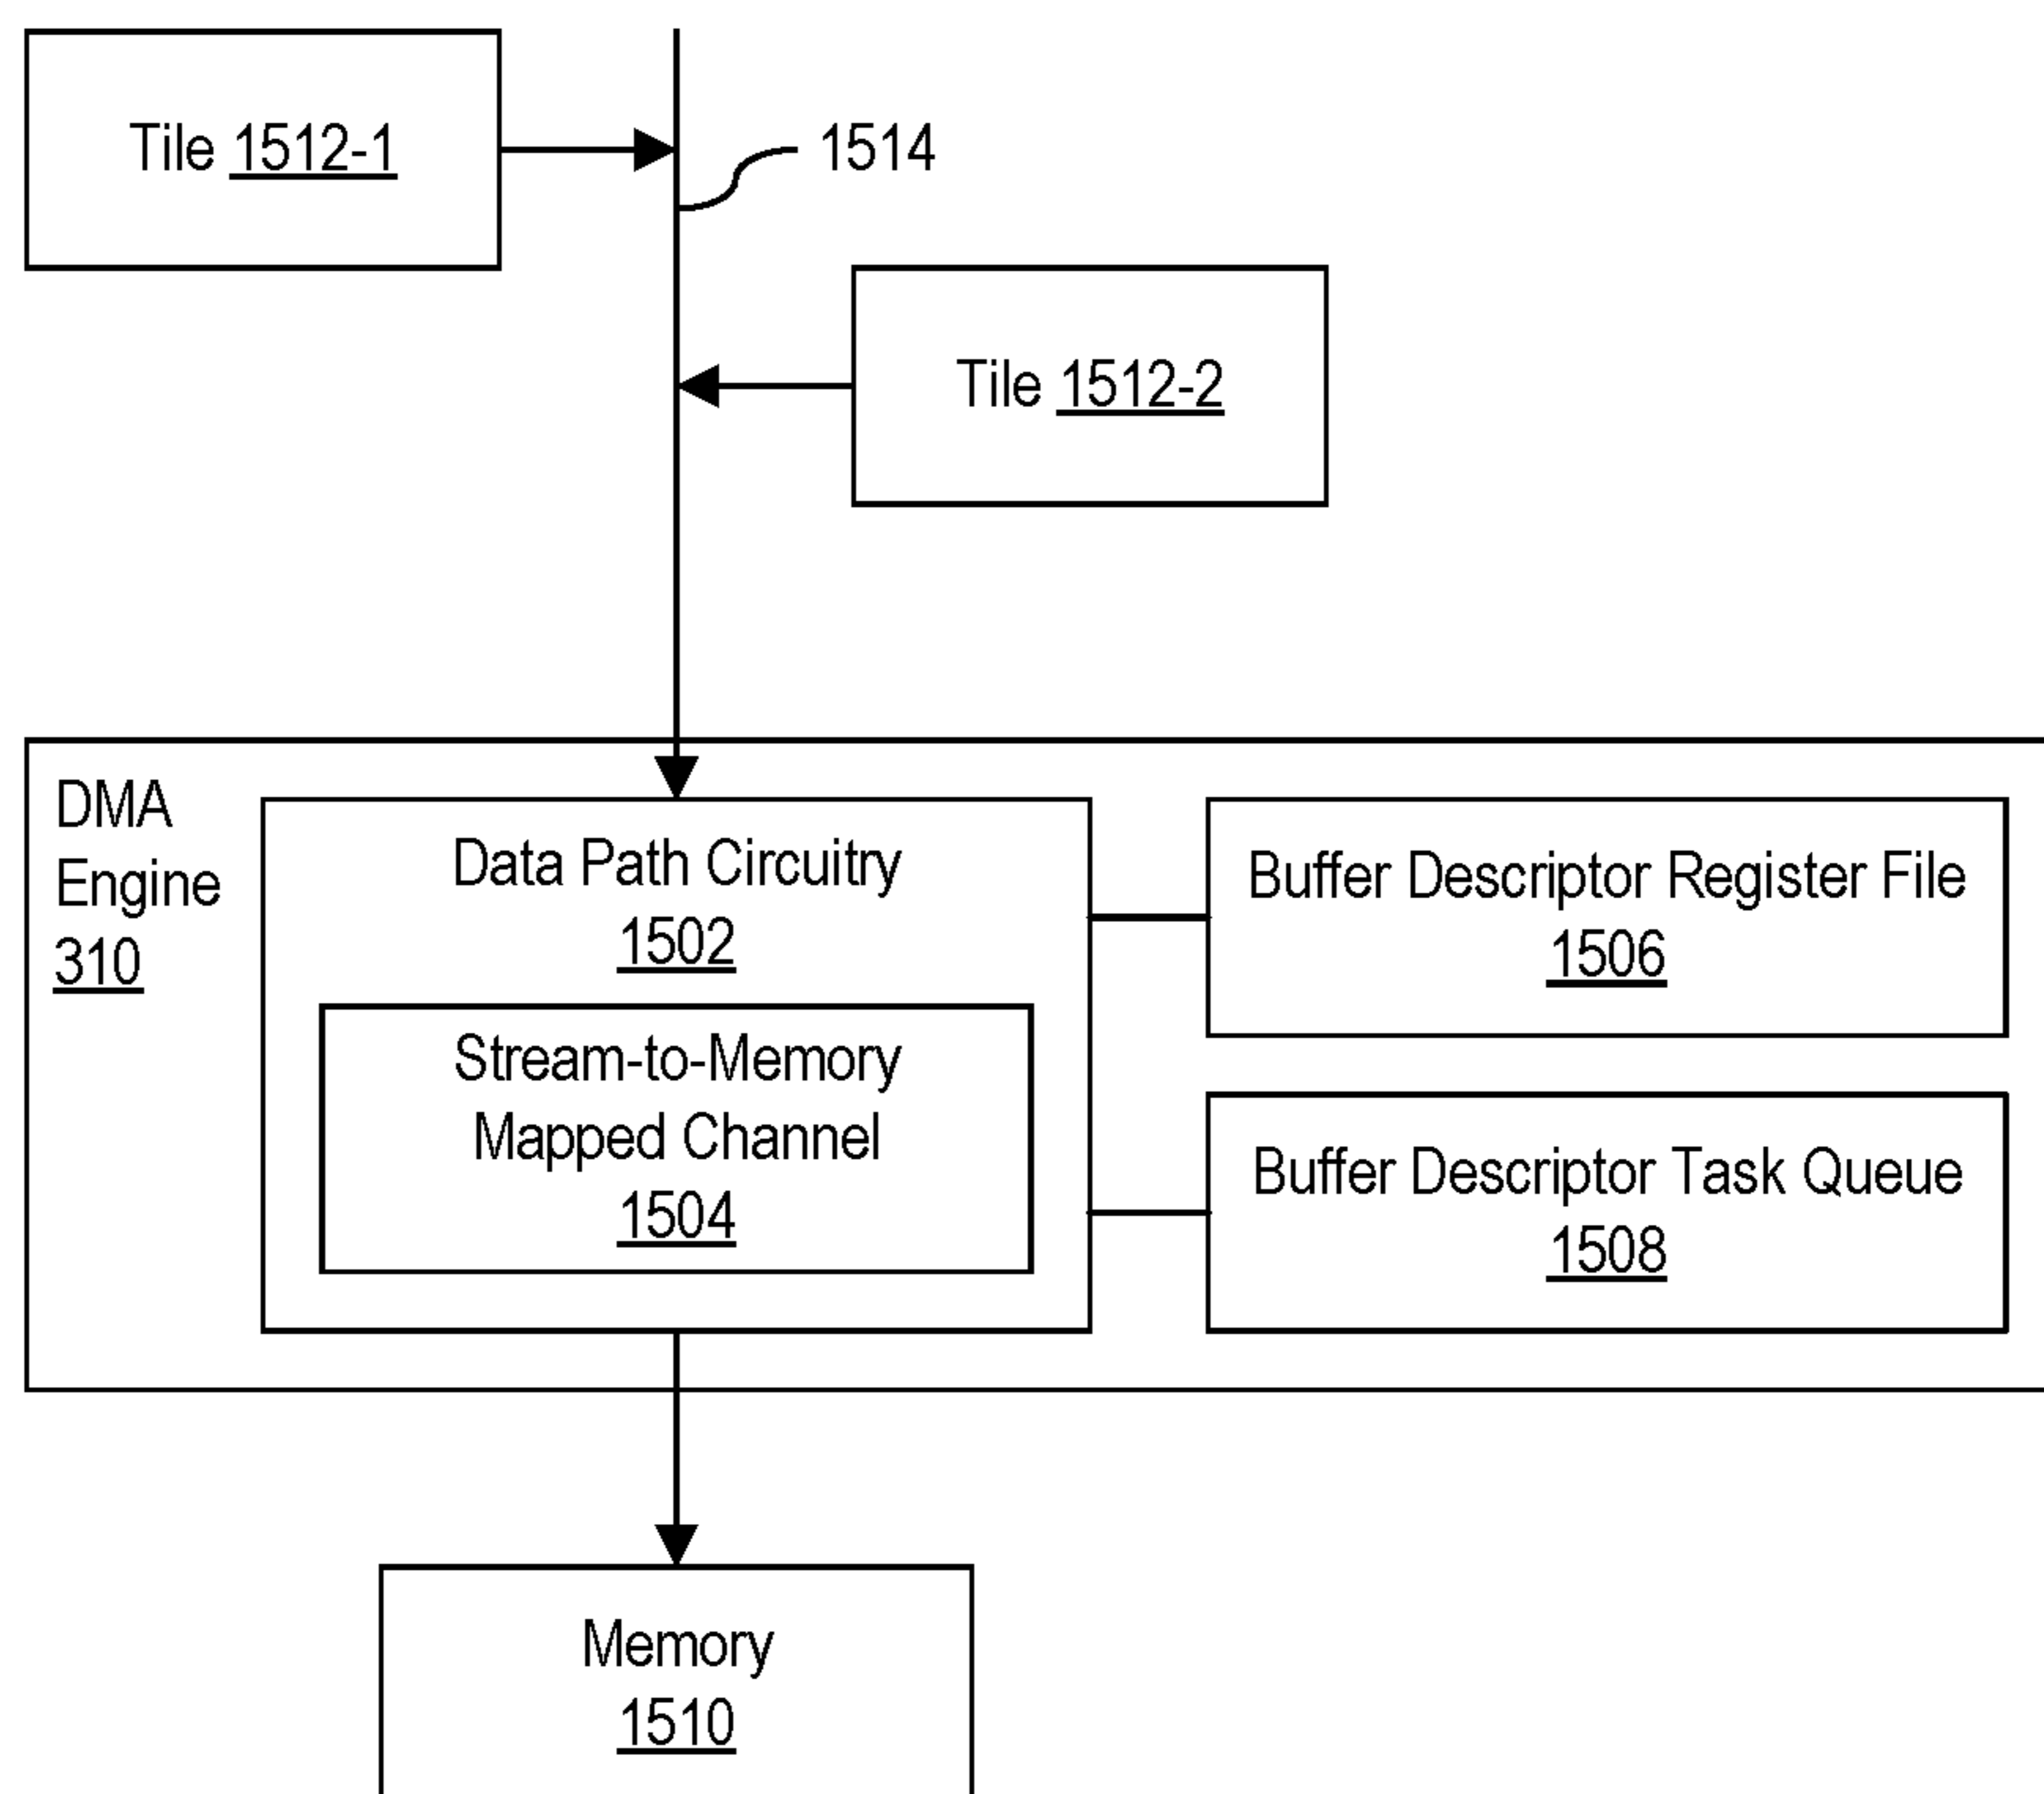 Tile 1512-1
1514
Tile 1512-2
DMA
Engine
310
Data Path Circuitry
1502
Stream-to-Memory
Mapped Channel
1504
Buffer Descriptor Register File
1506
Buffer Descriptor Task Queue
1508
Memory
1510